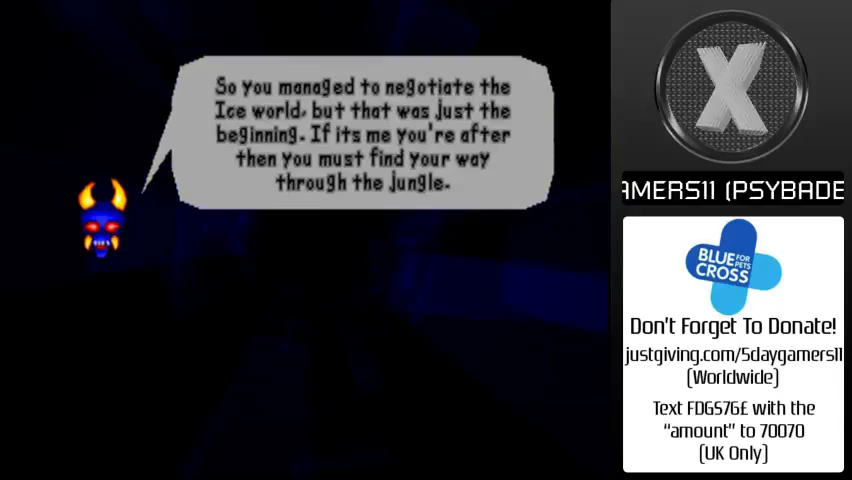 So you managed to negotiate the
Ice world, but that was just the
beginning. If its me you're after
then you must find your way
through the jungle.
X
AMERS11 (PSYBADE
BLUE FOR PETS
CROSS
Don't Forget To Donate!
justgiving.com/5daygamers11
(Worldwide)
Text FDGS76E with the
"amount" to 70070
(UK Only)